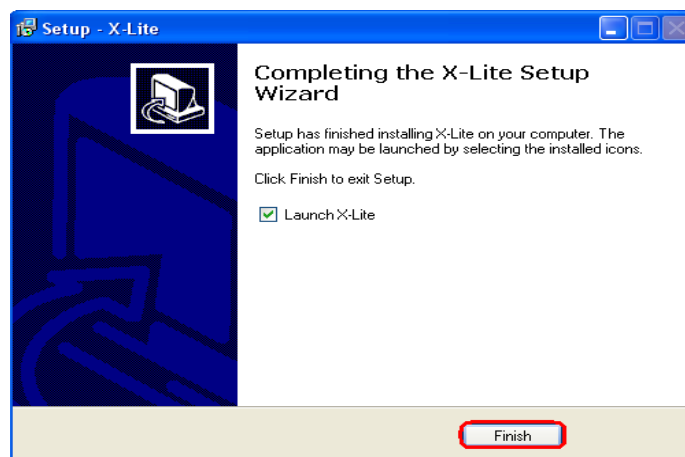 Setup - X-Lite
Completing the X-Lite Setup
Wizard
Setup has finished installing X-Lite on your computer. The
application may be launched by selecting the installed icons.
Click Finish to exit Setup.
Launch X-Lite
Finish